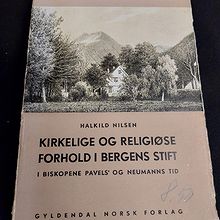 HALKILD NILSEN
KIRKELIGE OG RELIGIØSE
FORHOLD I BERGENS STIFT
I BISKOPENE PAVELS' OG NEUMANNS TID
GYLDENDAL NORSK FORLAG